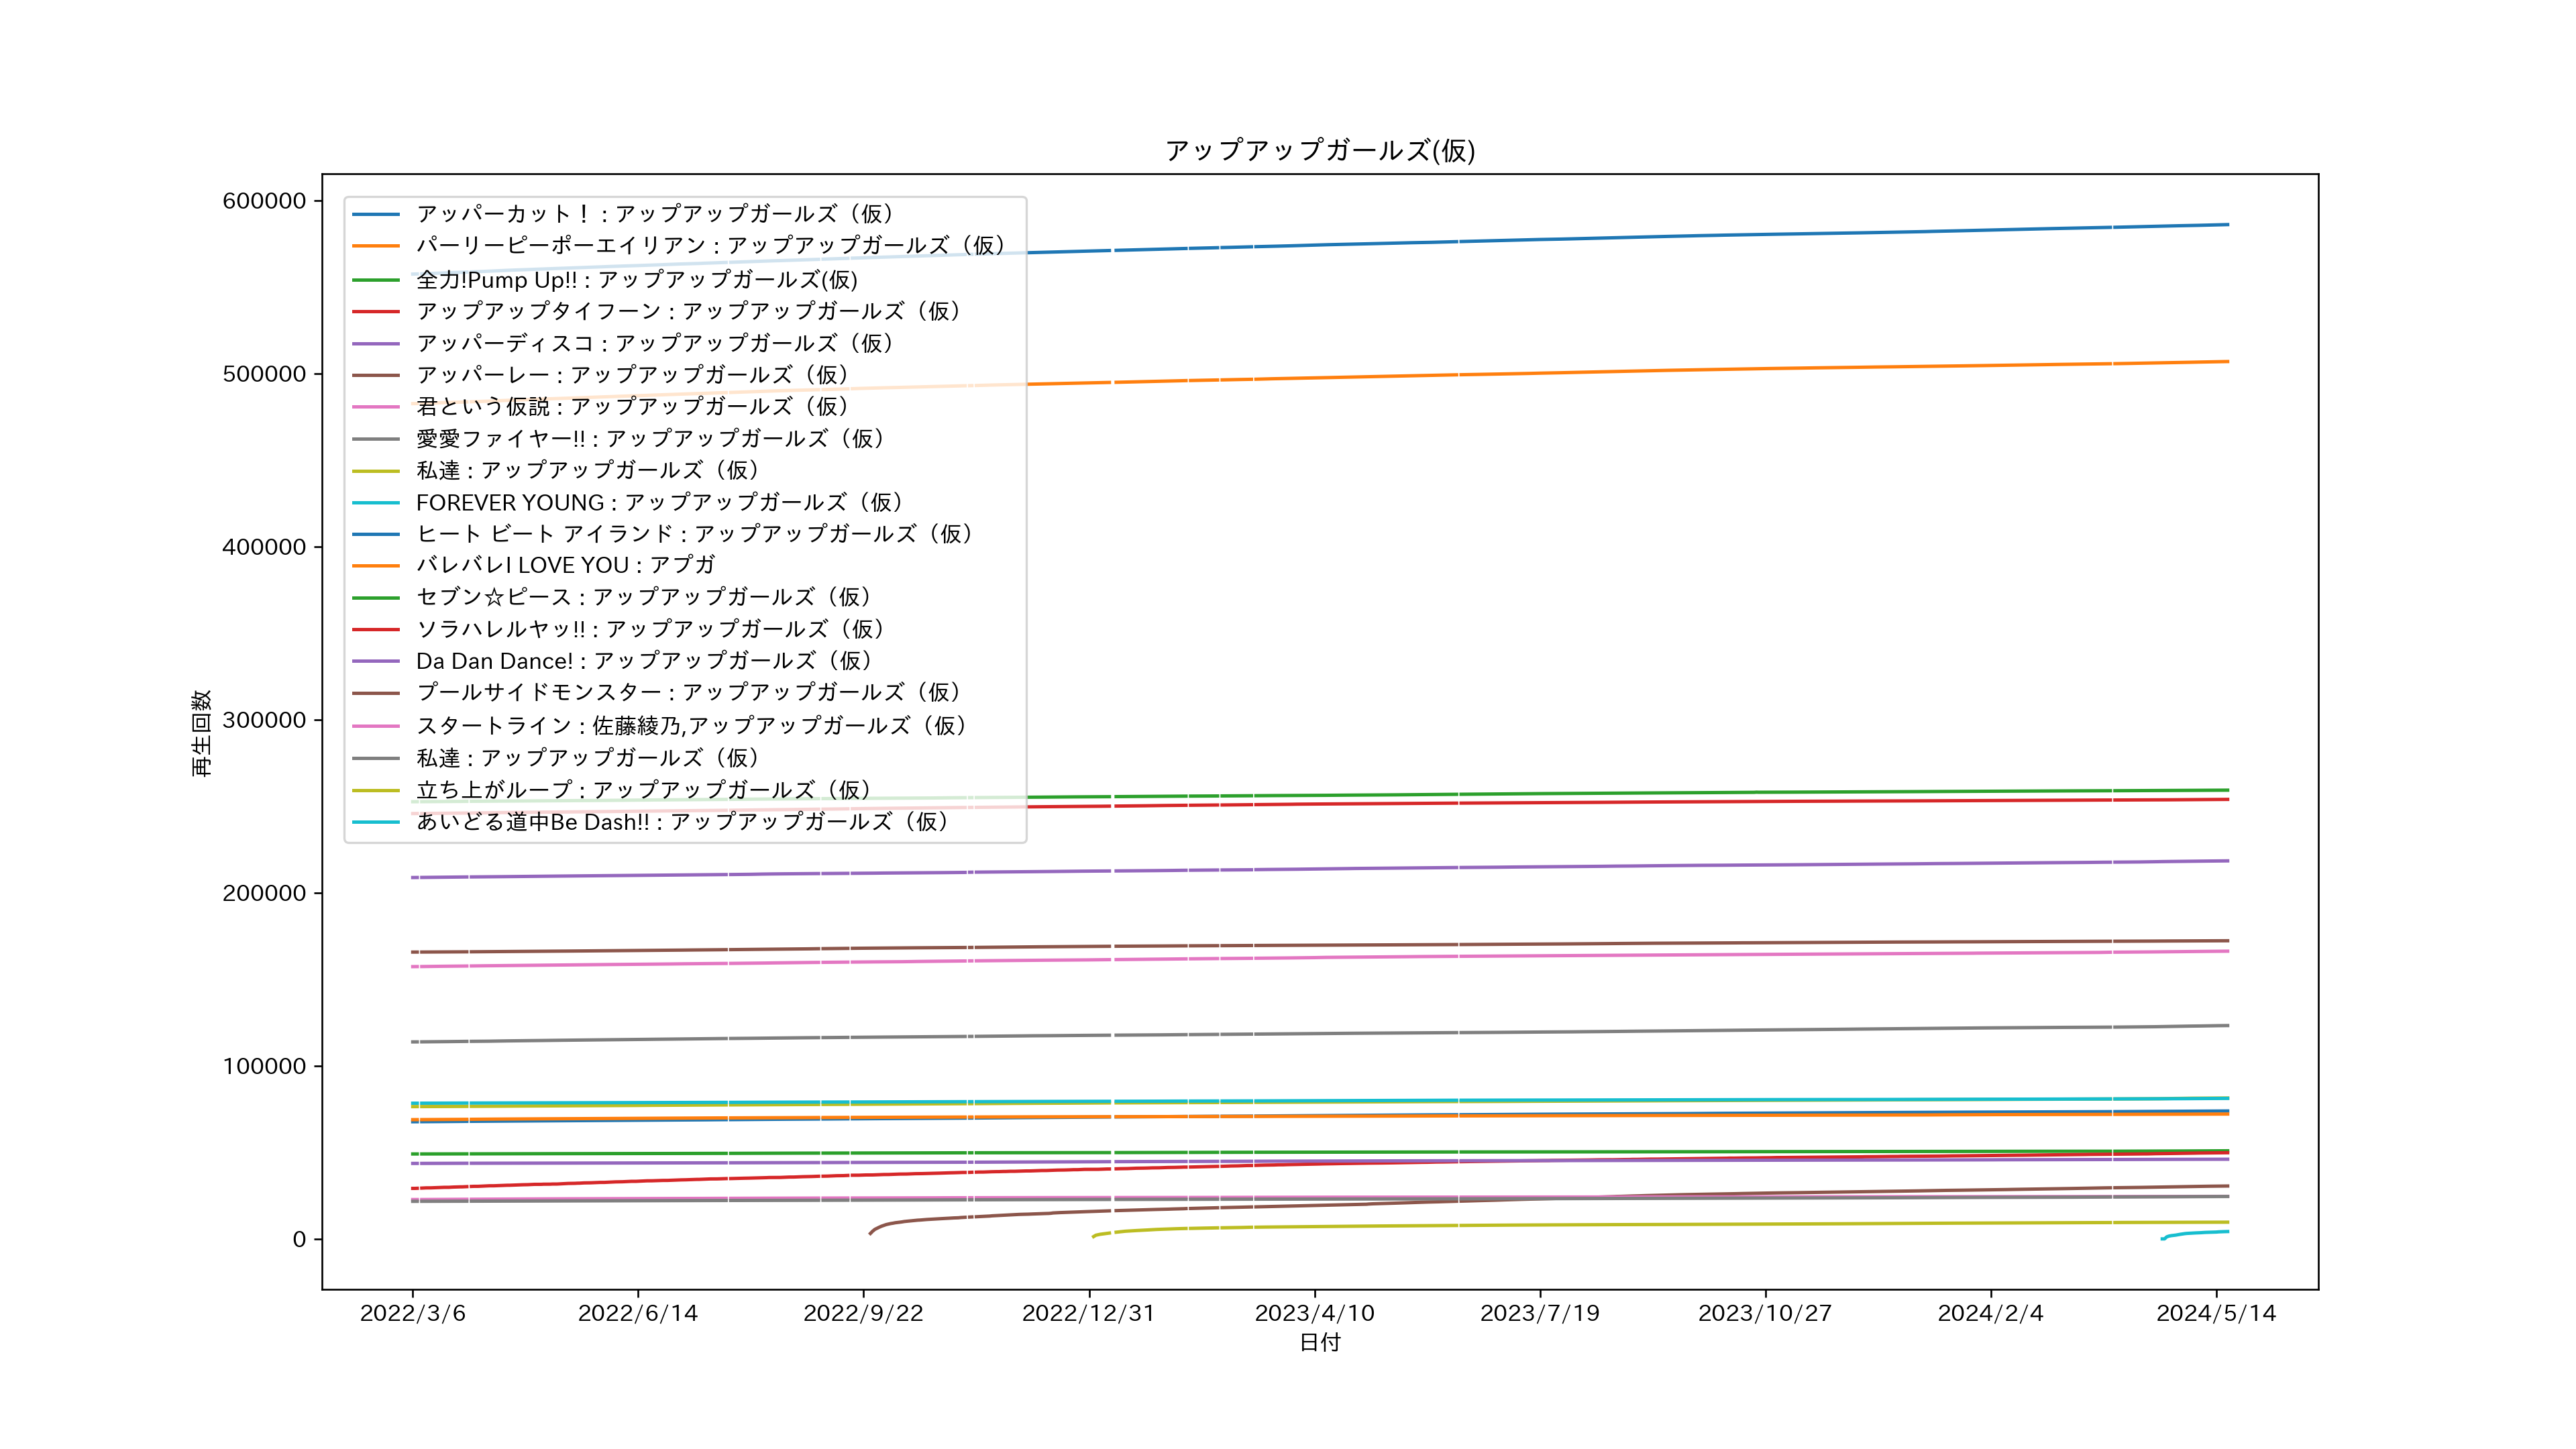 アップアップガールズ(仮)
600000
500000
400000
300000
200000
100000
0
再生回数
アッパーカット！ : アップアップガールズ（仮）
パーリーピーポーエイリアン : アップアップガールズ（仮）
全力!Pump Up!! : アップアップガールズ(仮)
アップアップタイフーン : アップアップガールズ（仮）
アッパーディスコ : アップアップガールズ（仮）
アッパーレー : アップアップガールズ（仮）
君という仮説 : アップアップガールズ（仮）
愛愛ファイヤー!! : アップアップガールズ（仮）
私達 : アップアップガールズ（仮）
FOREVER YOUNG : アップアップガールズ（仮）
ヒート ビート アイランド : アップアップガールズ（仮）
バレバレI LOVE YOU : アプガ
セブン☆ピース : アップアップガールズ（仮）
ソラハレルヤッ!! : アップアップガールズ（仮）
Da Dan Dance! : アップアップガールズ（仮）
プールサイドモンスター : アップアップガールズ（仮）
スタートライン : 佐藤綾乃,アップアップガールズ（仮）
私達 : アップアップガールズ（仮）
立ち上がループ : アップアップガールズ（仮）
あいどる道中Be Dash!! : アップアップガールズ（仮）
2022/3/6 2022/6/14 2022/9/22 2022/12/31 2023/4/10 2023/7/19 2023/10/27 2024/2/4 2024/5/14
日付